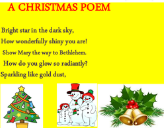 A CHRISTMAS POEM
Bright star in the dark sky,
How wonderfully shiny you are!
Show Mary the way to Bethlehem.
How do you glow so radiantly?
Sparkling like gold dust,